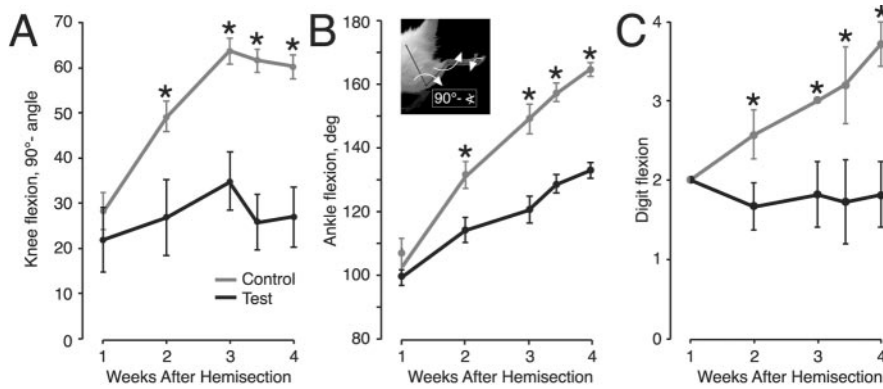 A
Knee flexion, 90°- angle
70
60
50
40
30
20
10
0
* * * *
Control
Test
1 2 3 4
Weeks After Hemisection
B
Ankle flexion, deg
180
160
140
120
100
80
90°- ∢
* * * *
1 2 3 4
Weeks After Hemisection
C
Digit flexion
4
3
2
1
0
* * * *
1 2 3 4
Weeks After Hemisection